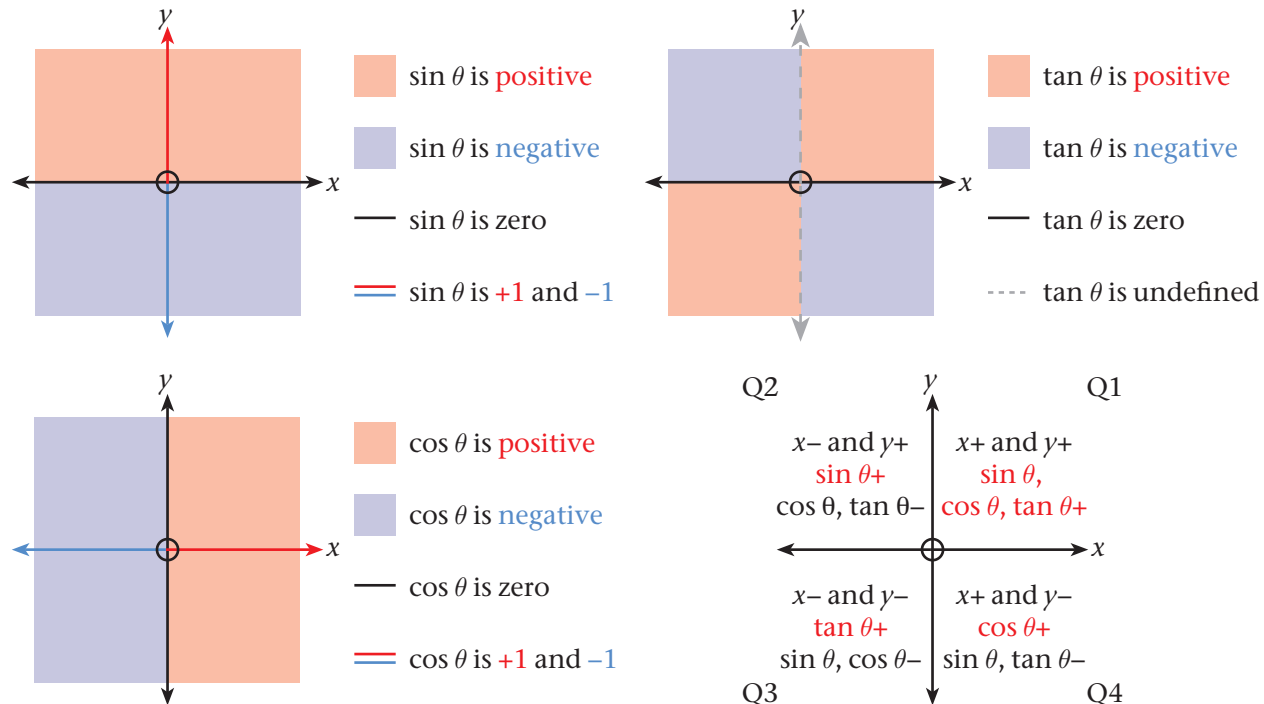 y
x
sin θ is positive
sin θ is negative
sin θ is zero
sin θ is +1 and –1
y
x
tan θ is positive
tan θ is negative
tan θ is zero
tan θ is undefined
y
x
cos θ is positive
cos θ is negative
cos θ is zero
cos θ is +1 and –1
Q2
y
Q1
x– and y+
sin θ+
cos θ, tan θ–
x+ and y+
sin θ,
cos θ, tan θ+
x
x– and y–
tan θ+
sin θ, cos θ–
x+ and y–
cos θ+
sin θ, tan θ–
Q3
Q4